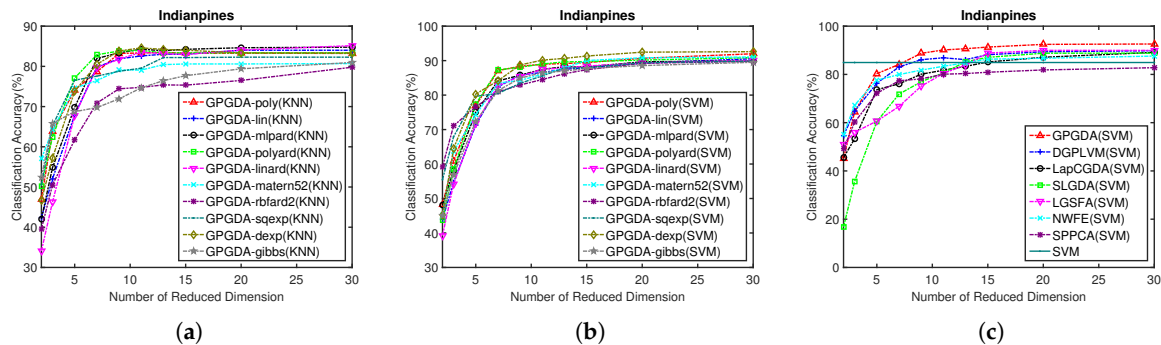 Indianpines
Classification Accuracy (%)
90
80
70
60
50
40
30
5
10
15
20
25
30
Number of Reduced Dimension
GPGDA-poly(KNN)
GPGDA-lin(KNN)
GPGDA-mlpard(KNN)
GPGDA-polyard(KNN)
GPGDA-linard(KNN)
GPGDA-matern52(KNN)
GPGDA-rbfard2(KNN)
GPGDA-sqexp(KNN)
GPGDA-dexp(KNN)
GPGDA-gibbs(KNN)
(a)
Indianpines
Classification Accuracy (%)
100
90
80
70
60
50
40
30
5
10
15
20
25
30
Number of Reduced Dimension
GPGDA-poly(SVM)
GPGDA-lin(SVM)
GPGDA-mlpard(SVM)
GPGDA-polyard(SVM)
GPGDA-linard(SVM)
GPGDA-matern52(SVM)
GPGDA-rbfard2(SVM)
GPGDA-sqexp(SVM)
GPGDA-dexp(SVM)
GPGDA-gibbs(SVM)
(b)
Indianpines
Classification Accuracy (%)
100
80
60
40
20
0
5
10
15
20
25
30
Number of Reduced Dimension
GPGDA(SVM)
DGPLVM(SVM)
LapCGDA(SVM)
SLGDA(SVM)
LGSFA(SVM)
NWFE(SVM)
SPPCA(SVM)
SVM
(c)